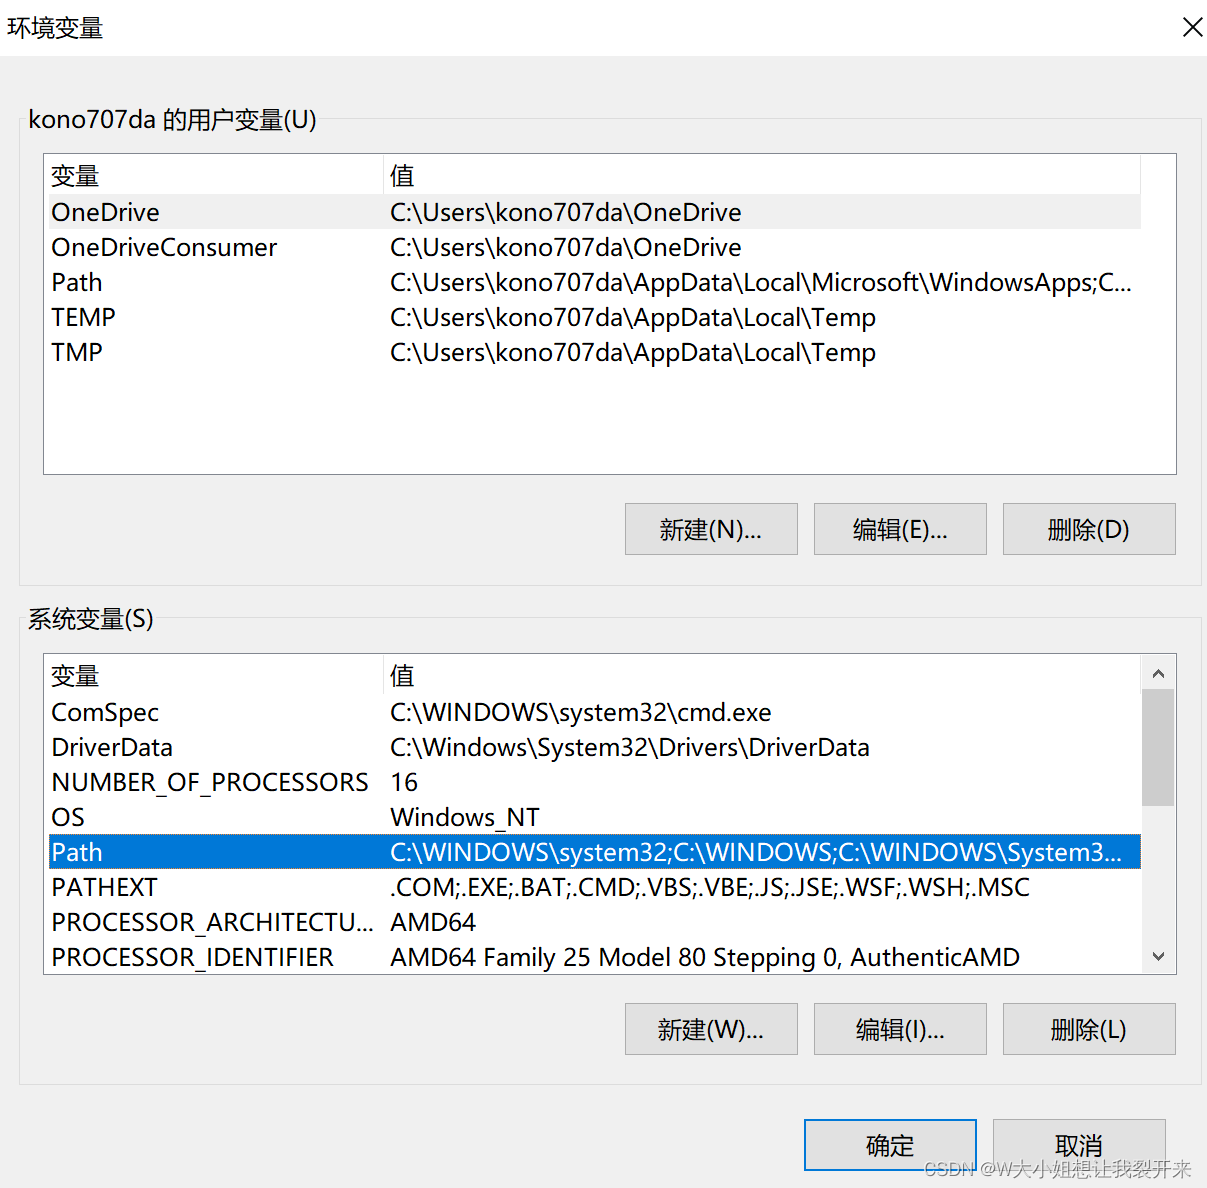 环境变量
kono707da 的用户变量(U)
变量 值
OneDrive C:\Users\kono707da\OneDrive
OneDriveConsumer C:\Users\kono707da\OneDrive
Path C:\Users\kono707da\AppData\Local\Microsoft\WindowsApps;C...
TEMP C:\Users\kono707da\AppData\Local\Temp
TMP C:\Users\kono707da\AppData\Local\Temp
新建(N)... 编辑(E)... 删除(D)
系统变量(S)
变量 值
ComSpec C:\WINDOWS\system32\cmd.exe
DriverData C:\Windows\System32\Drivers\DriverData
NUMBER_OF_PROCESSORS 16
OS Windows_NT
Path C:\WINDOWS\system32;C:\WINDOWS;C:\WINDOWS\System3...
PATHEXT .COM;.EXE;.BAT;.CMD;.VBS;.VBE;.JS;.JSE;.WSF;.WSH;.MSC
PROCESSOR_ARCHITECTU... AMD64
PROCESSOR_IDENTIFIER AMD64 Family 25 Model 80 Stepping 0, AuthenticAMD
新建(W)... 编辑(I)... 删除(L)
确定 取消
CSDN @W大小姐想让我裂开来